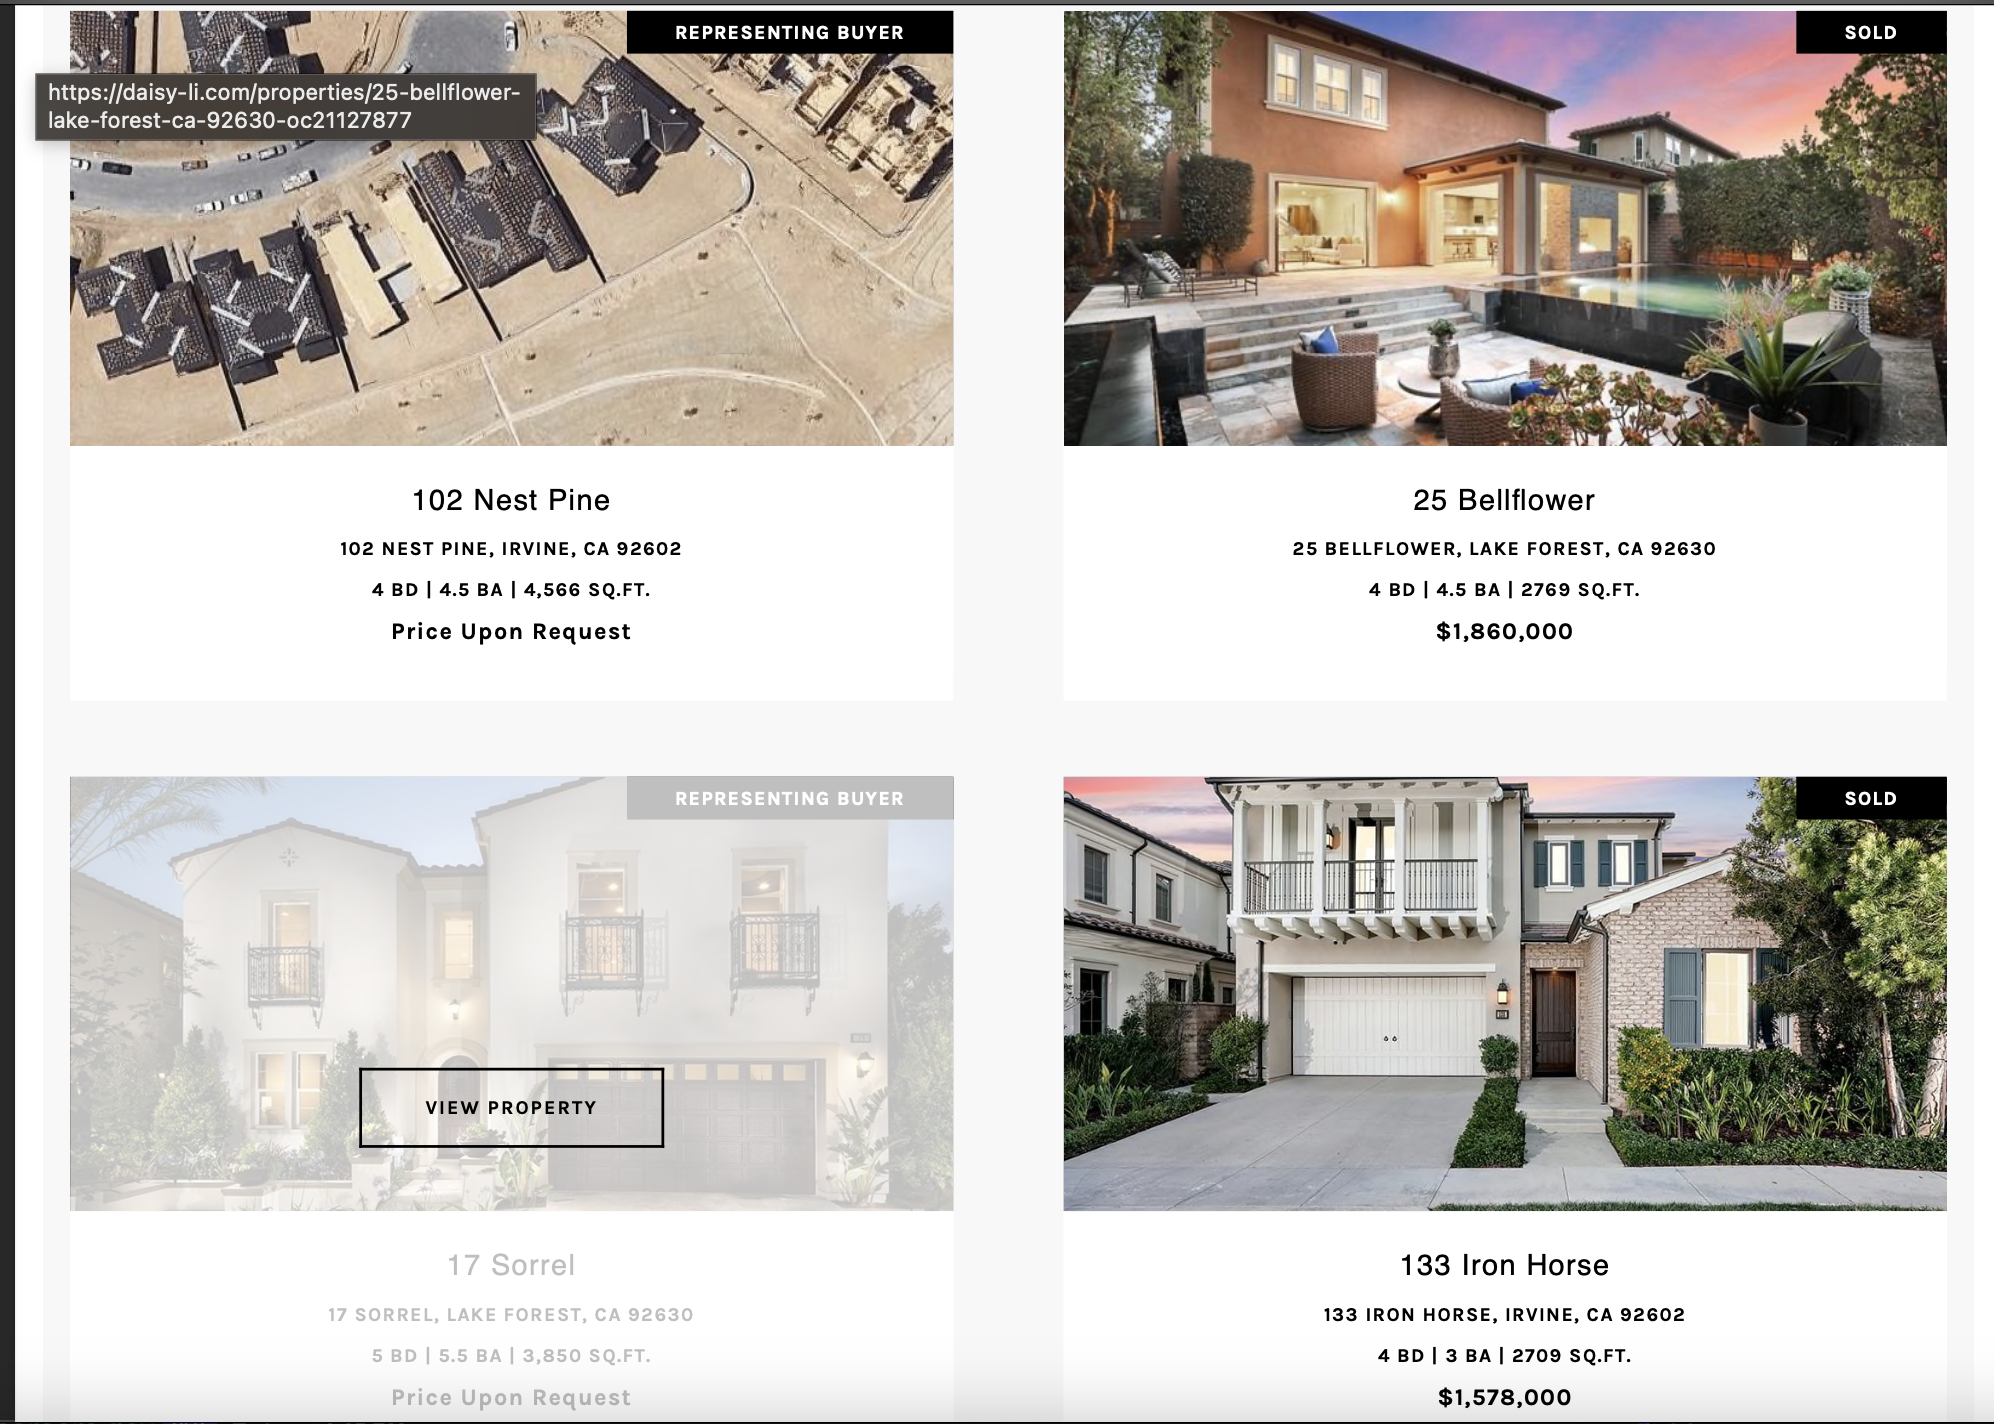 REPRESENTING BUYER
SOLD
https://daisy-li.com/properties/25-bellflower-
lake-forest-ca-92630-oc21127877
102 Nest Pine
102 NEST PINE, IRVINE, CA 92602
4 BD | 4.5 BA | 4,566 SQ.FT.
Price Upon Request
25 Bellflower
25 BELLFLOWER, LAKE FOREST, CA 92630
4 BD | 4.5 BA | 2769 SQ.FT.
$1,860,000
REPRESENTING BUYER
VIEW PROPERTY
17 Sorrel
17 SORREL, LAKE FOREST, CA 92630
5 BD | 5.5 BA | 3,850 SQ.FT.
Price Upon Request
SOLD
133 Iron Horse
133 IRON HORSE, IRVINE, CA 92602
4 BD | 3 BA | 2709 SQ.FT.
$1,578,000